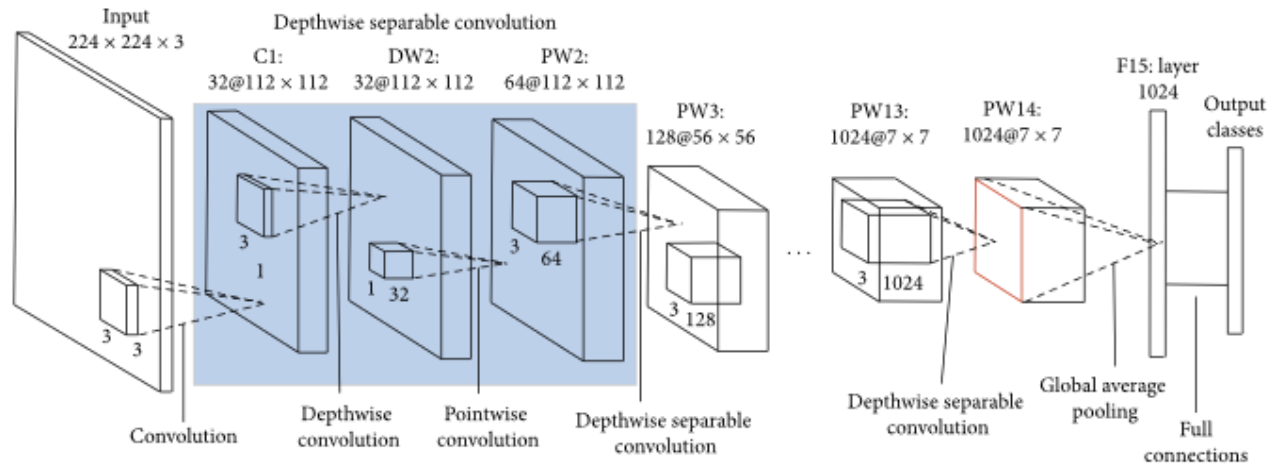 Input
224 × 224 × 3
Depthwise separable convolution
C1:
32@112 × 112
DW2:
32@112 × 112
PW2:
64@112 × 112
PW3:
128@56 × 56
PW13:
1024@7 × 7
PW14:
1024@7 × 7
F15: layer
1024
Output
classes
3
3
3
1
1
32
3
64
3
128
...
3
1024
Convolution
Depthwise
convolution
Pointwise
convolution
Depthwise separable
convolution
Depthwise separable
convolution
Global average
pooling
Full
connections